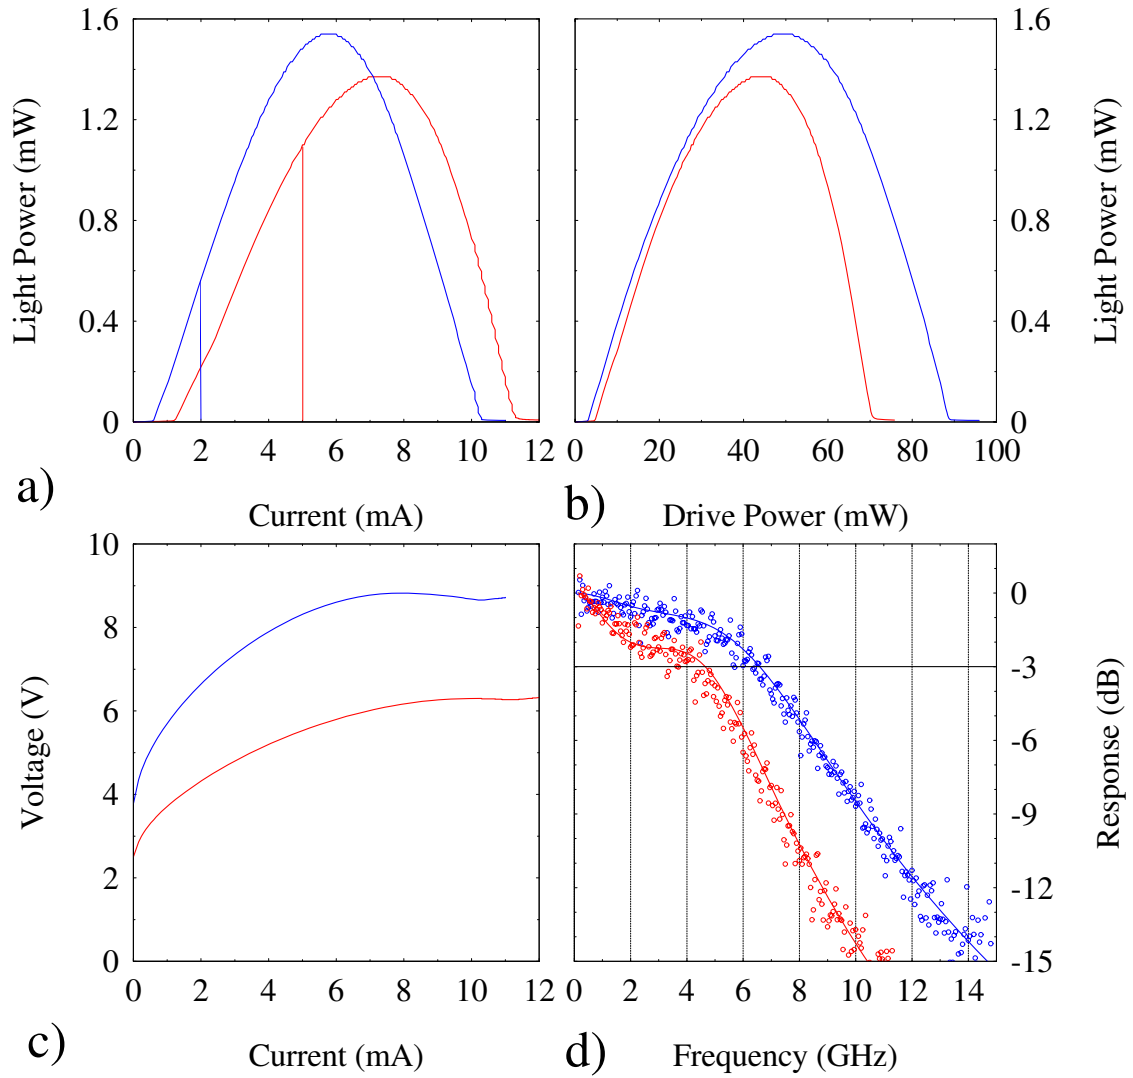 1.6
1.2
0.8
0.4
0
Light Power (mW)
0 2 4 6 8 10 12
Current (mA)
a)
1.6
1.2
0.8
0.4
0
Light Power (mW)
20 40 60 80 100
Drive Power (mW)
b)
10
8
6
4
2
0
Voltage (V)
0 2 4 6 8 10 12
Current (mA)
c)
0
-3
-6
-9
-12
-15
Response (dB)
0 2 4 6 8 10 12 14
Frequency (GHz)
d)